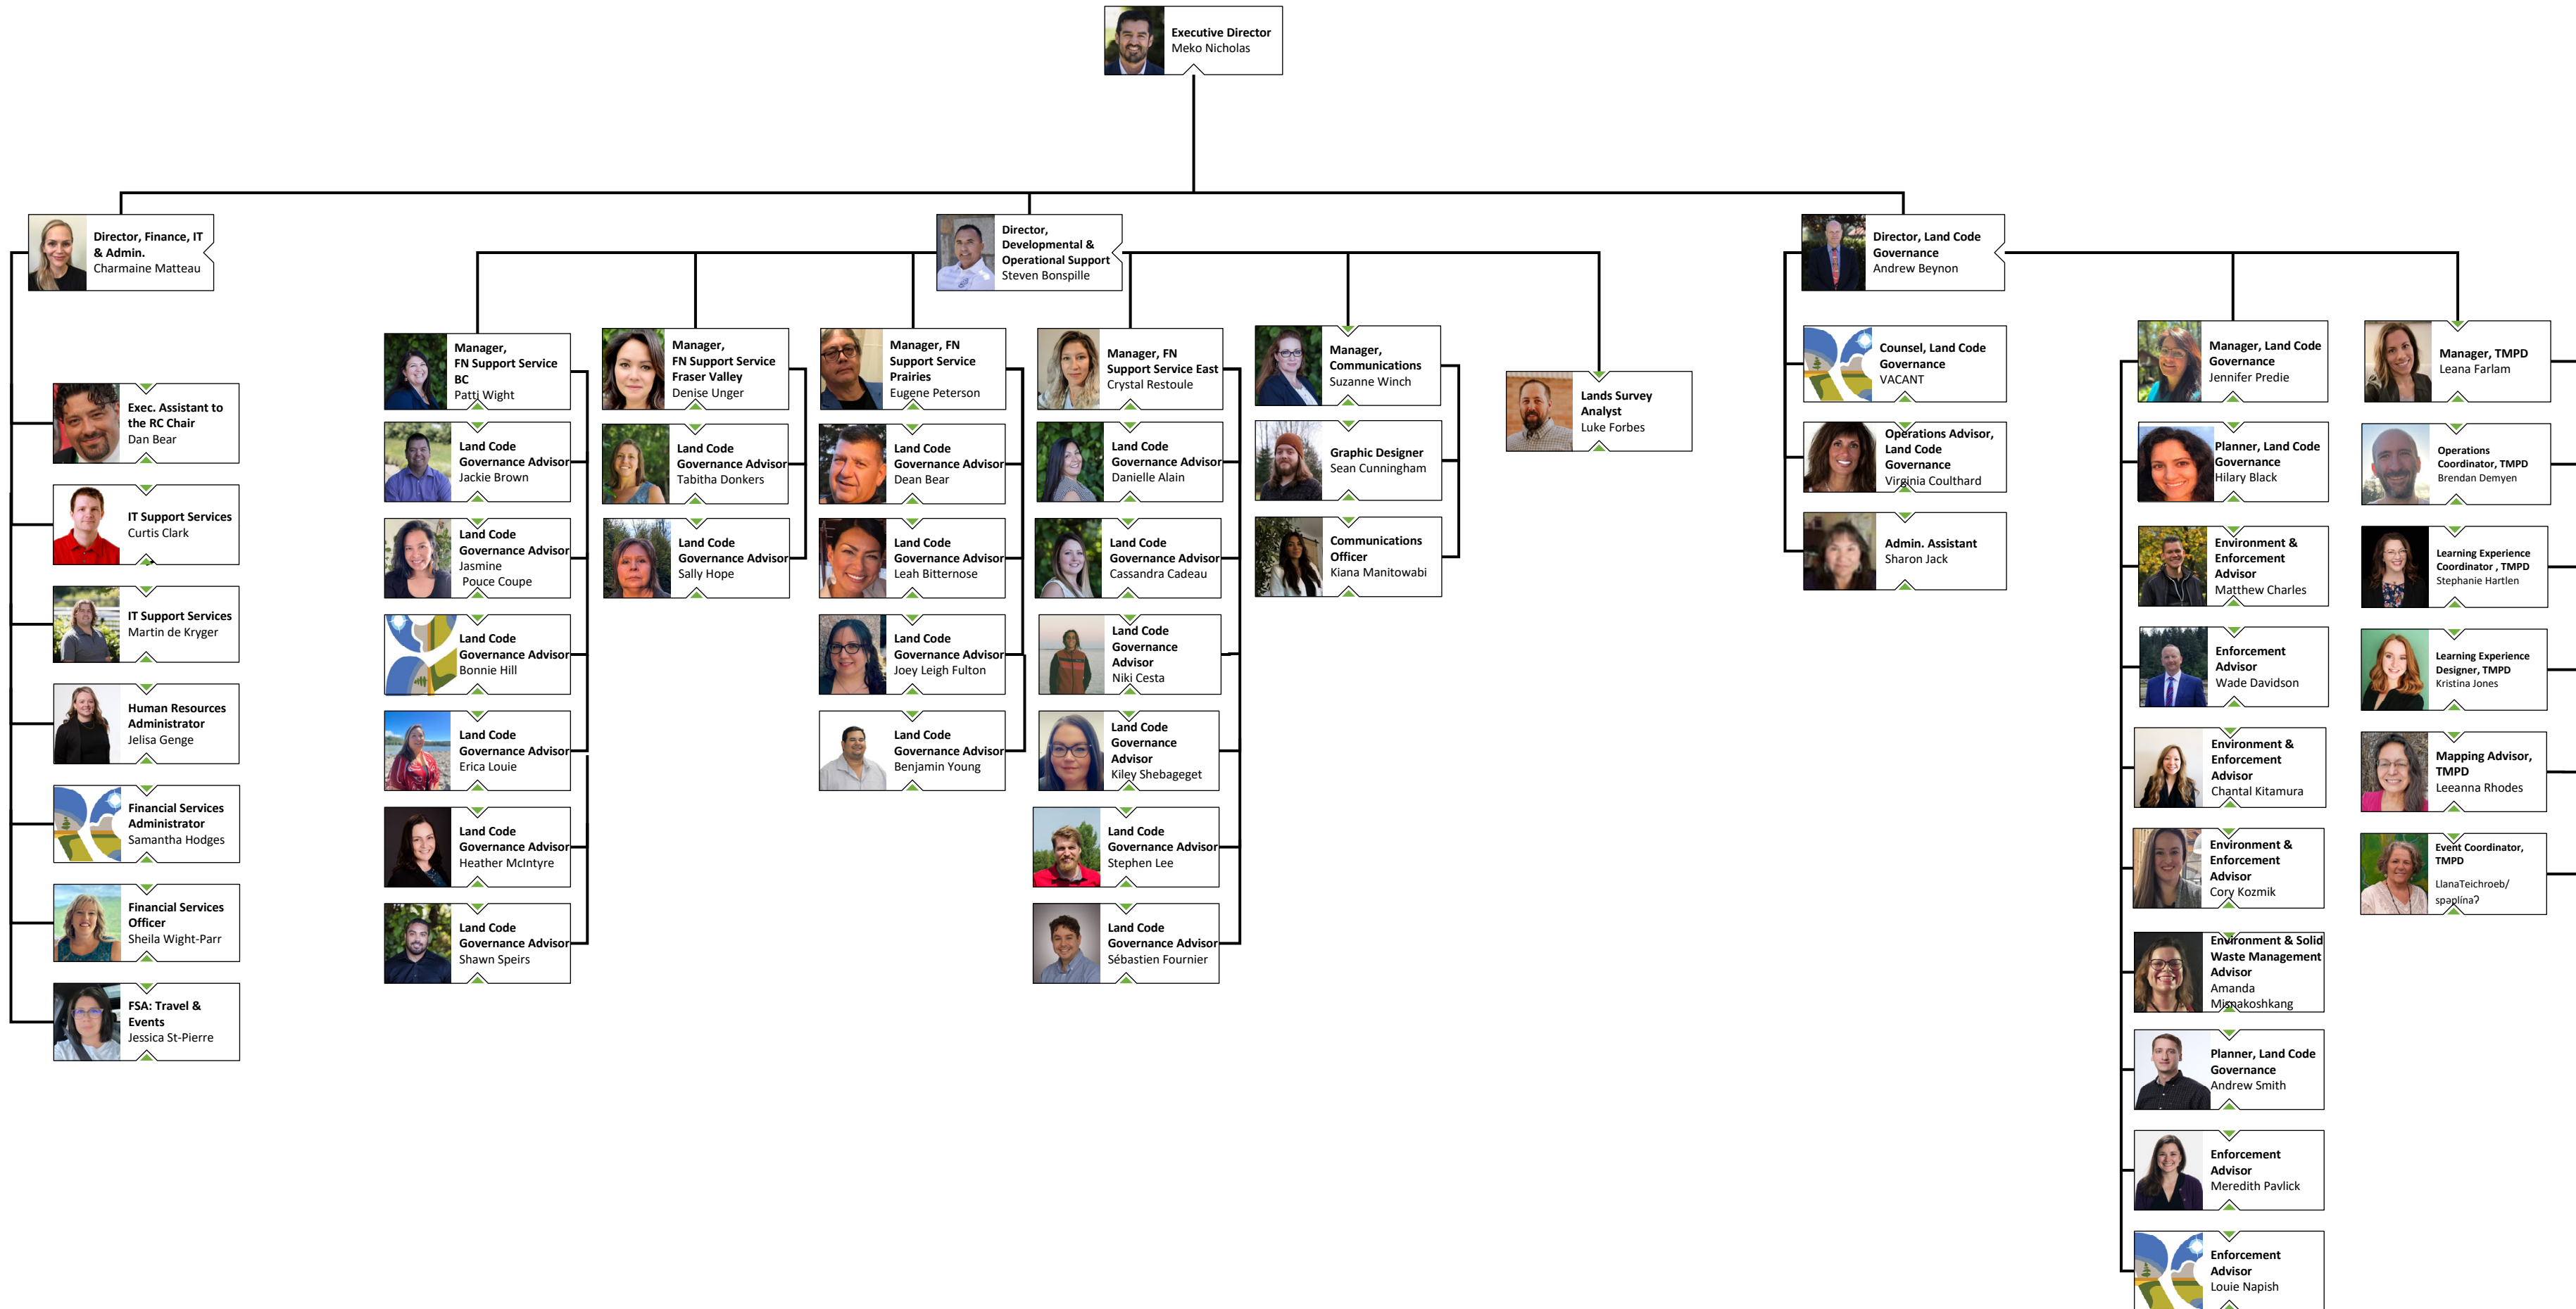 Executive Director
Meko Nicholas
Director, Finance, IT
& Admin.
Charmaine Matteau
Director,
Developmental &
Operational Support
Steven Bonspille
Director, Land Code
Governance
Andrew Beynon
Exec. Assistant to
the RC Chair
Dan Bear
IT Support Services
Curtis Clark
IT Support Services
Martin de Kryger
Human Resources
Administrator
Jelisa Genge
Financial Services
Administrator
Samantha Hodges
Financial Services
Officer
Sheila Wight-Parr
FSA: Travel &
Events
Jessica St-Pierre
Manager,
FN Support Service
BC
Patti Wight
Land Code
Governance Advisor
Jackie Brown
Land Code
Governance Advisor
Jasmine
Pouce Coupe
Land Code
Governance Advisor
Bonnie Hill
Land Code
Governance Advisor
Erica Louie
Land Code
Governance Advisor
Heather McIntyre
Land Code
Governance Advisor
Shawn Speirs
Manager,
FN Support Service
Fraser Valley
Denise Unger
Land Code
Governance Advisor
Tabitha Donkers
Land Code
Governance Advisor
Sally Hope
Manager, FN
Support Service
Prairies
Eugene Peterson
Land Code
Governance Advisor
Dean Bear
Land Code
Governance Advisor
Leah Bitternose
Land Code
Governance Advisor
Joey Leigh Fulton
Land Code
Governance Advisor
Benjamin Young
Manager, FN
Support Service East
Crystal Restoule
Land Code
Governance Advisor
Danielle Alain
Land Code
Governance Advisor
Cassandra Cadeau
Land Code
Governance
Advisor
Niki Cesta
Land Code
Governance
Advisor
Kiley Shebageget
Land Code
Governance Advisor
Stephen Lee
Land Code
Governance Advisor
Sébastien Fournier
Manager,
Communications
Suzanne Winch
Graphic Designer
Sean Cunningham
Communications
Officer
Kiana Manitowabi
Lands Survey
Analyst
Luke Forbes
Counsel, Land Code
Governance
VACANT
Operations Advisor,
Land Code
Governance
Virginia Coulthard
Admin. Assistant
Sharon Jack
Manager, Land Code
Governance
Jennifer Predie
Planner, Land Code
Governance
Hilary Black
Environment &
Enforcement
Advisor
Matthew Charles
Enforcement
Advisor
Wade Davidson
Environment &
Enforcement
Advisor
Chantal Kitamura
Environment &
Enforcement
Advisor
Cory Kozmik
Environment & Solid
Waste Management
Advisor
Amanda
Mismakoshkang
Planner, Land Code
Governance
Andrew Smith
Enforcement
Advisor
Meredith Pavlick
Enforcement
Advisor
Louie Napish
Manager, TMPD
Leana Farlam
Operations
Coordinator, TMPD
Brendan Demyen
Learning Experience
Coordinator , TMPD
Stephanie Hartlen
Learning Experience
Designer, TMPD
Kristina Jones
Mapping Advisor,
TMPD
Leeanna Rhodes
Event Coordinator,
TMPD
LlanaTeichroeb/
spəplínaʔ